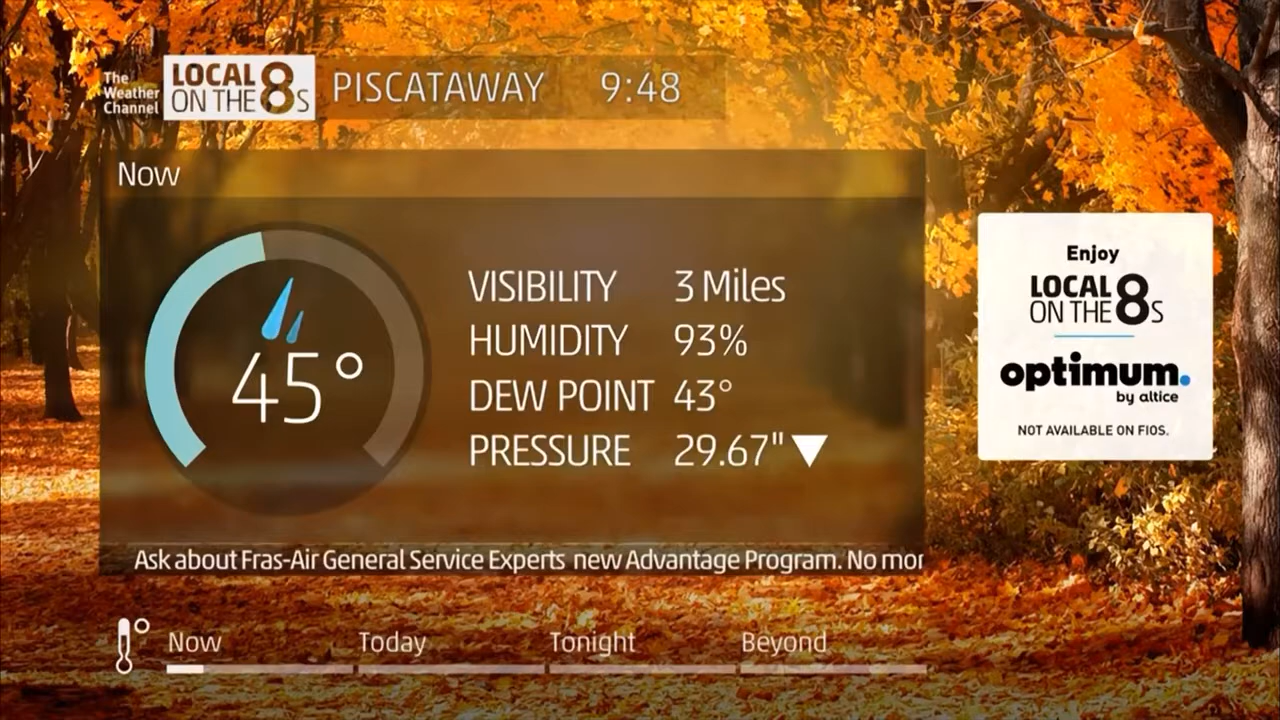 The Weather Channel
LOCAL ON THE 8s
PISCATAWAY 9:48
Now
45°
VISIBILITY 3 Miles
HUMIDITY 93%
DEW POINT 43°
PRESSURE 29.67"▼
Ask about Fras-Air General Service Experts new Advantage Program. No mor
Enjoy
LOCAL
ON THE 8s
optimum.
by altice
NOT AVAILABLE ON FIOS.
Now Today Tonight Beyond